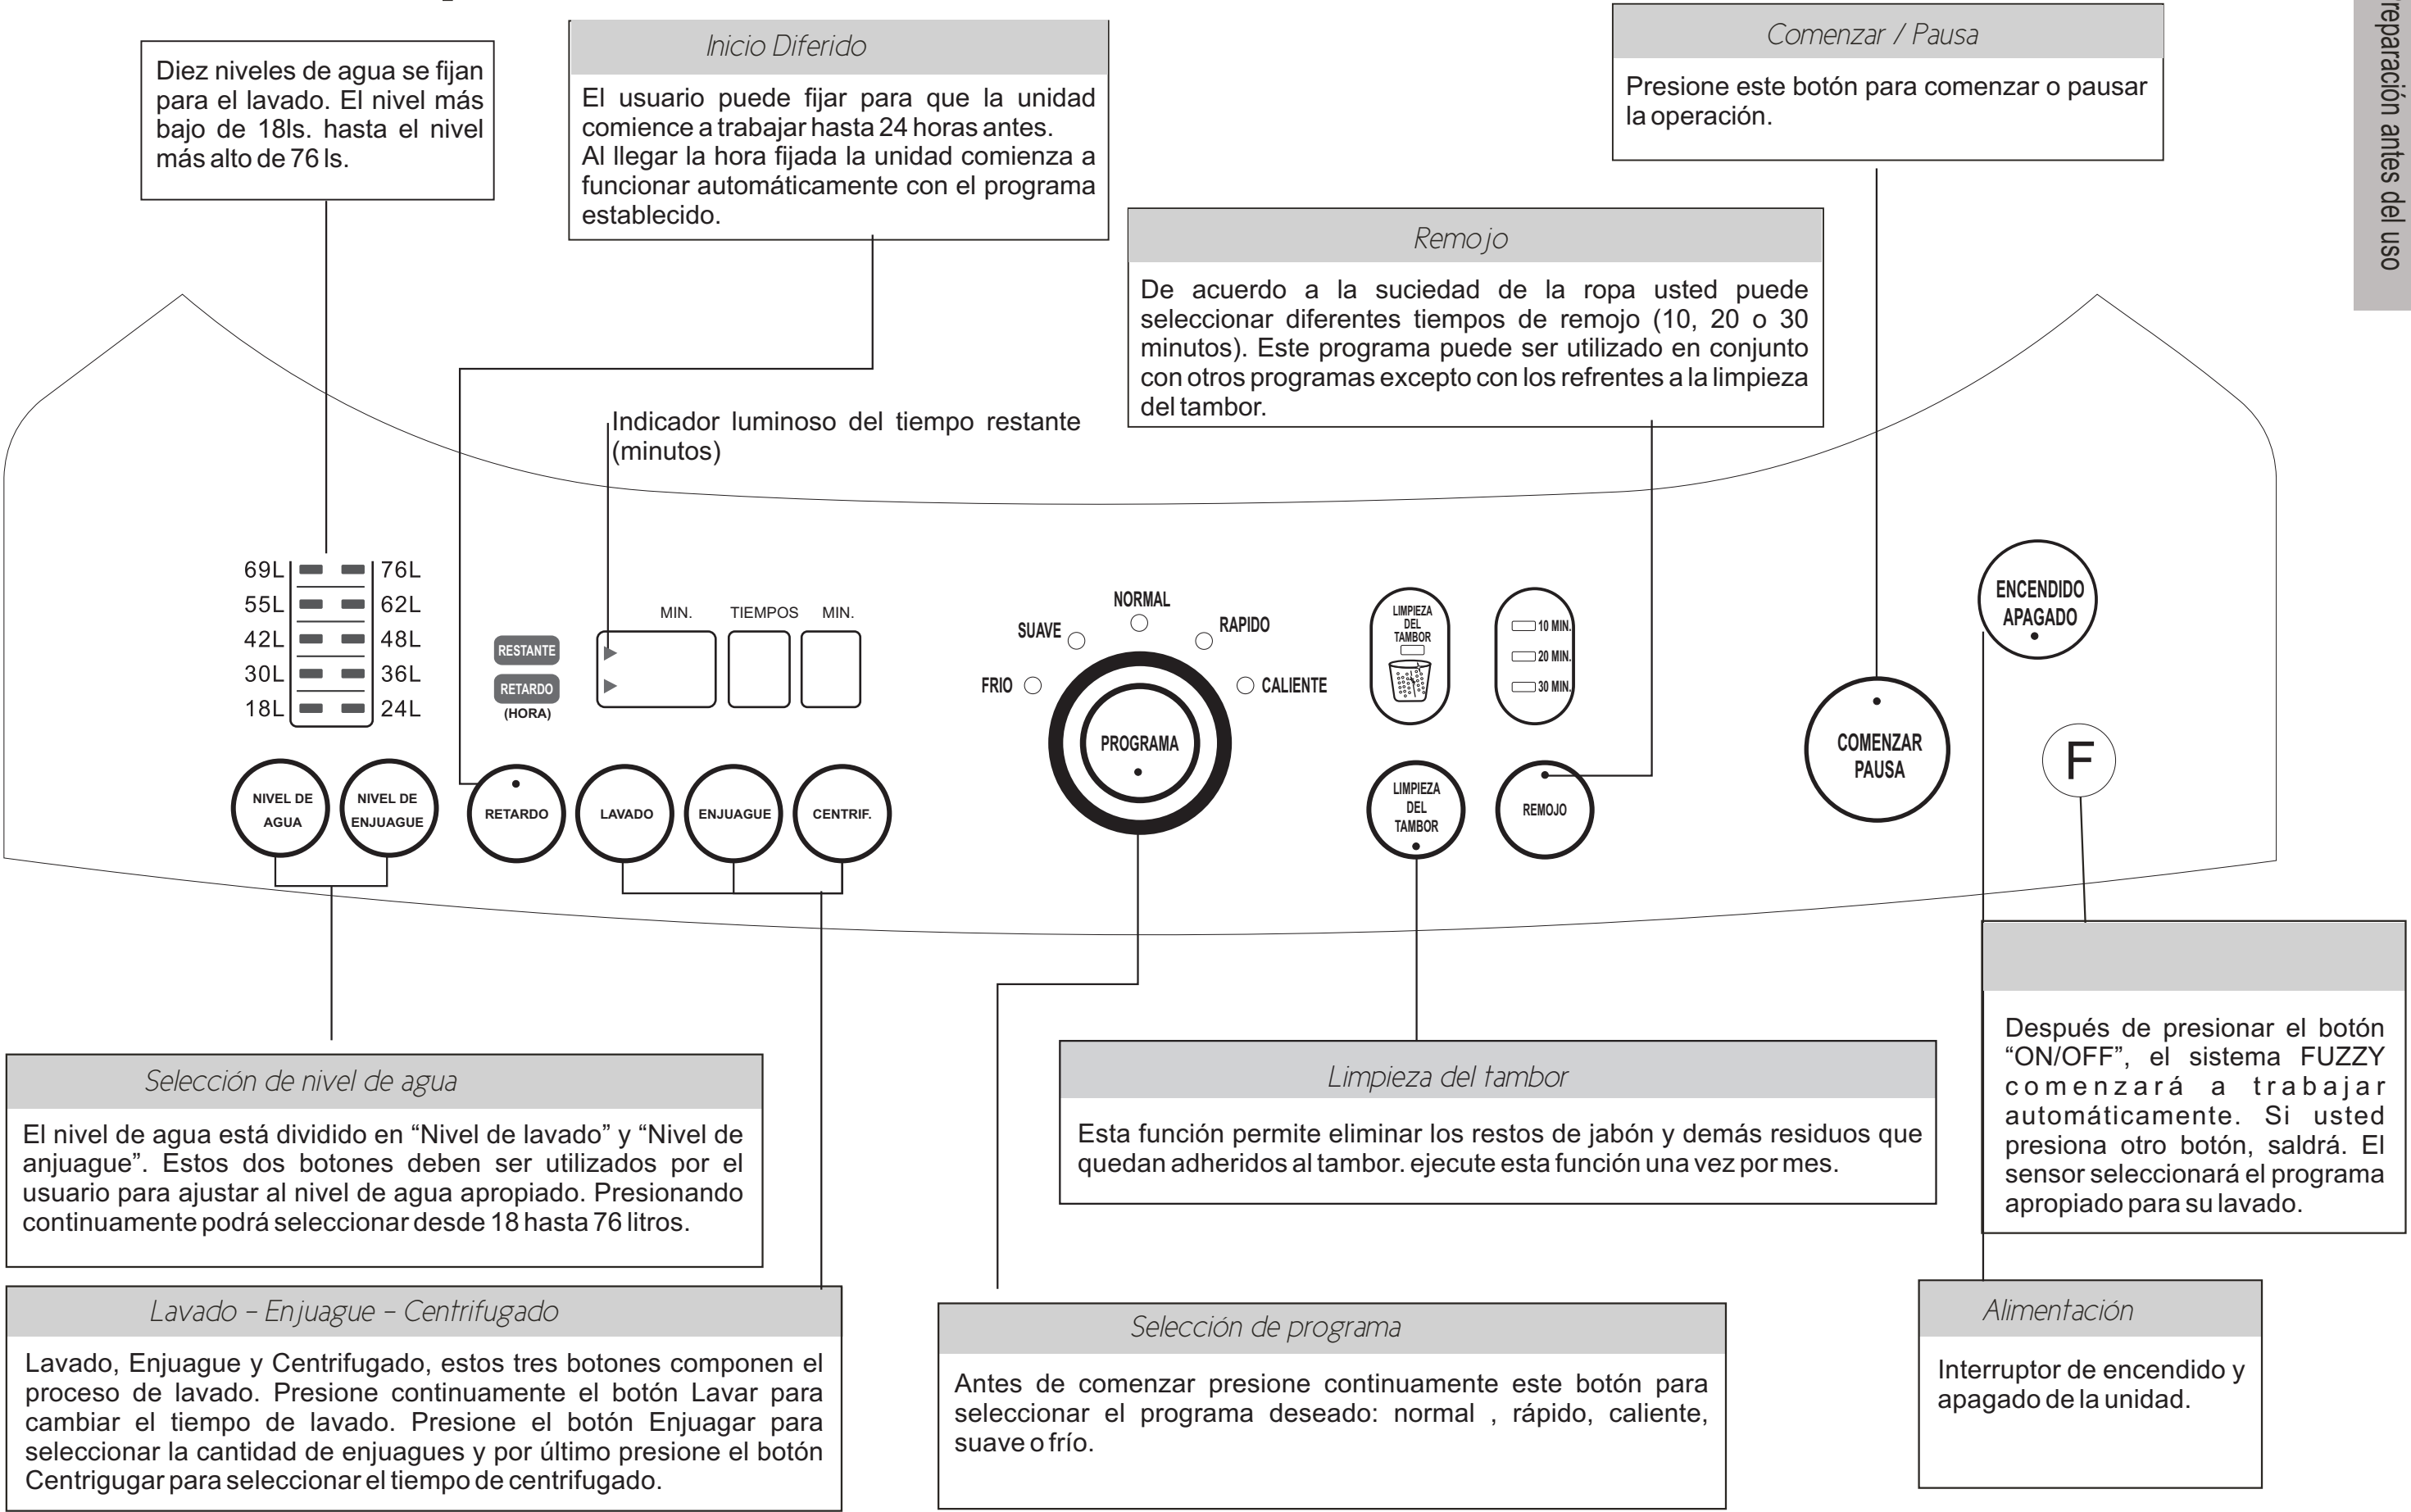 reparación antes del uso
Diez niveles de agua se fijan
para el lavado. El nivel más
bajo de 18ls. hasta el nivel
más alto de 76 ls.
Inicio Diferido
El usuario puede fijar para que la unidad
comience a trabajar hasta 24 horas antes.
Al llegar la hora fijada la unidad comienza a
funcionar automáticamente con el programa
establecido.
Comenzar / Pausa
Presione este botón para comenzar o pausar
la operación.
Remojo
De acuerdo a la suciedad de la ropa usted puede
seleccionar diferentes tiempos de remojo (10, 20 o 30
minutos). Este programa puede ser utilizado en conjunto
con otros programas excepto con los refrentes a la limpieza
del tambor.
Indicador luminoso del tiempo restante
(minutos)
69L 76L
55L 62L
42L 48L
30L 36L
18L 24L
RESTANTE
RETARDO
(HORA)
MIN. TIEMPOS MIN.
FRIO
SUAVE
NORMAL
RAPIDO
CALIENTE
PROGRAMA
LIMPIEZA
DEL
TAMBOR
10 MIN.
20 MIN.
30 MIN.
ENCENDIDO
APAGADO
NIVEL DE
AGUA
NIVEL DE
ENJUAGUE
RETARDO
LAVADO
ENJUAGUE
CENTRIF.
LIMPIEZA
DEL
TAMBOR
REMOJO
COMENZAR
PAUSA
F
Selección de nivel de agua
El nivel de agua está dividido en “Nivel de lavado” y “Nivel de
anjuague”. Estos dos botones deben ser utilizados por el
usuario para ajustar al nivel de agua apropiado. Presionando
continuamente podrá seleccionar desde 18 hasta 76 litros.
Lavado - Enjuague - Centrifugado
Lavado, Enjuague y Centrifugado, estos tres botones componen el
proceso de lavado. Presione continuamente el botón Lavar para
cambiar el tiempo de lavado. Presione el botón Enjuagar para
seleccionar la cantidad de enjuagues y por último presione el botón
Centrigugar para seleccionar el tiempo de centrifugado.
Limpieza del tambor
Esta función permite eliminar los restos de jabón y demás residuos que
quedan adheridos al tambor. ejecute esta función una vez por mes.
Selección de programa
Antes de comenzar presione continuamente este botón para
seleccionar el programa deseado: normal , rápido, caliente,
suave o frío.
Después de presionar el botón
“ON/OFF”, el sistema FUZZY
comenzará a trabajar
automáticamente. Si usted
presiona otro botón, saldrá. El
sensor seleccionará el programa
apropiado para su lavado.
Alimentación
Interruptor de encendido y
apagado de la unidad.